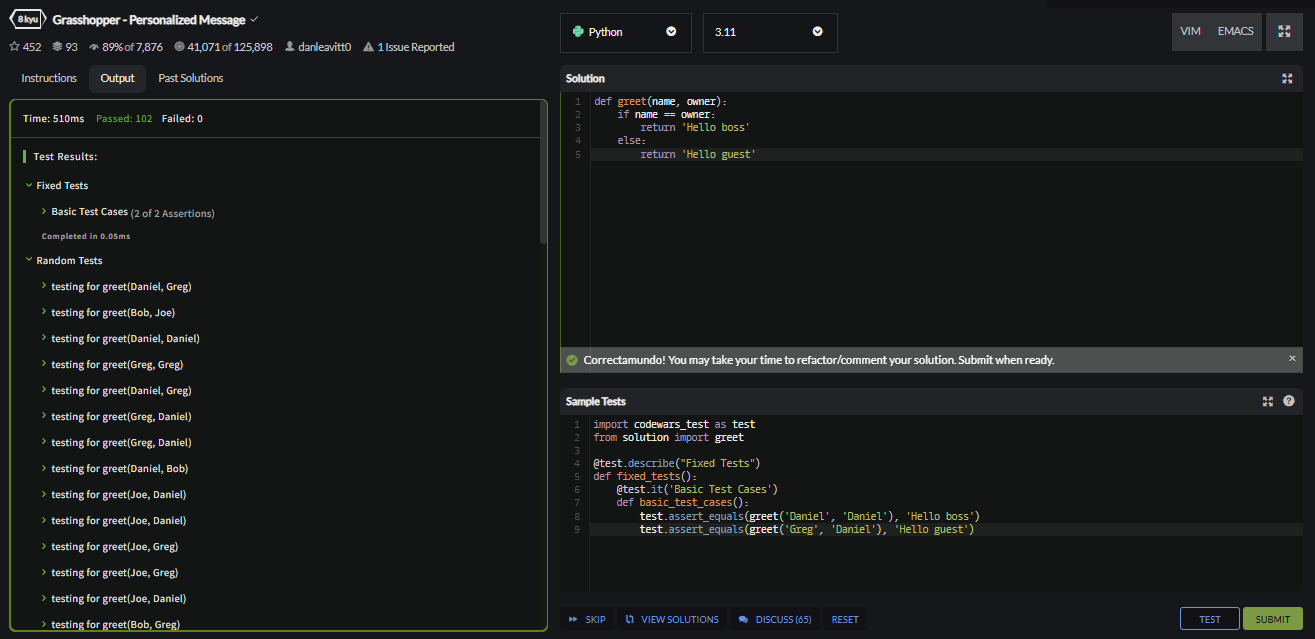 8 kyu Grasshopper - Personalized Message
452 93 89% of 7,876 41,071 of 125,898 danleavitt0 1 Issue Reported
Instructions Output Past Solutions
Time: 510ms Passed: 102 Failed: 0
Test Results:
Fixed Tests
Basic Test Cases (2 of 2 Assertions)
Completed in 0.05ms
Random Tests
testing for greet(Daniel, Greg)
testing for greet(Bob, Joe)
testing for greet(Daniel, Daniel)
testing for greet(Greg, Greg)
testing for greet(Daniel, Greg)
testing for greet(Greg, Daniel)
testing for greet(Greg, Daniel)
testing for greet(Daniel, Bob)
testing for greet(Joe, Daniel)
testing for greet(Joe, Daniel)
testing for greet(Joe, Greg)
testing for greet(Joe, Greg)
testing for greet(Joe, Daniel)
testing for greet(Bob, Greg)
Python 3.11 VIM EMACS
Solution
1 def greet(name, owner):
2     if name == owner:
3         return 'Hello boss'
4     else:
5         return 'Hello guest'
Correctamundo! You may take your time to refactor/comment your solution. Submit when ready. ×
Sample Tests ?
1 import codewars_test as test
2 from solution import greet
3
4 @test.describe("Fixed Tests")
5 def fixed_tests():
6     @test.it('Basic Test Cases')
7     def basic_test_cases():
8         test.assert_equals(greet('Daniel', 'Daniel'), 'Hello boss')
9         test.assert_equals(greet('Greg', 'Daniel'), 'Hello guest')
SKIP VIEW SOLUTIONS DISCUSS (65) RESET TEST SUBMIT